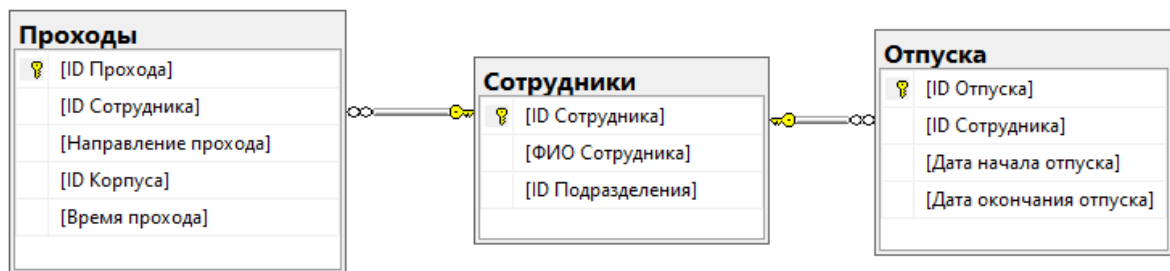 Проходы
[ID Прохода]
[ID Сотрудника]
[Направление прохода]
[ID Корпуса]
[Время прохода]
Сотрудники
[ID Сотрудника]
[ФИО Сотрудника]
[ID Подразделения]
Отпуска
[ID Отпуска]
[ID Сотрудника]
[Дата начала отпуска]
[Дата окончания отпуска]